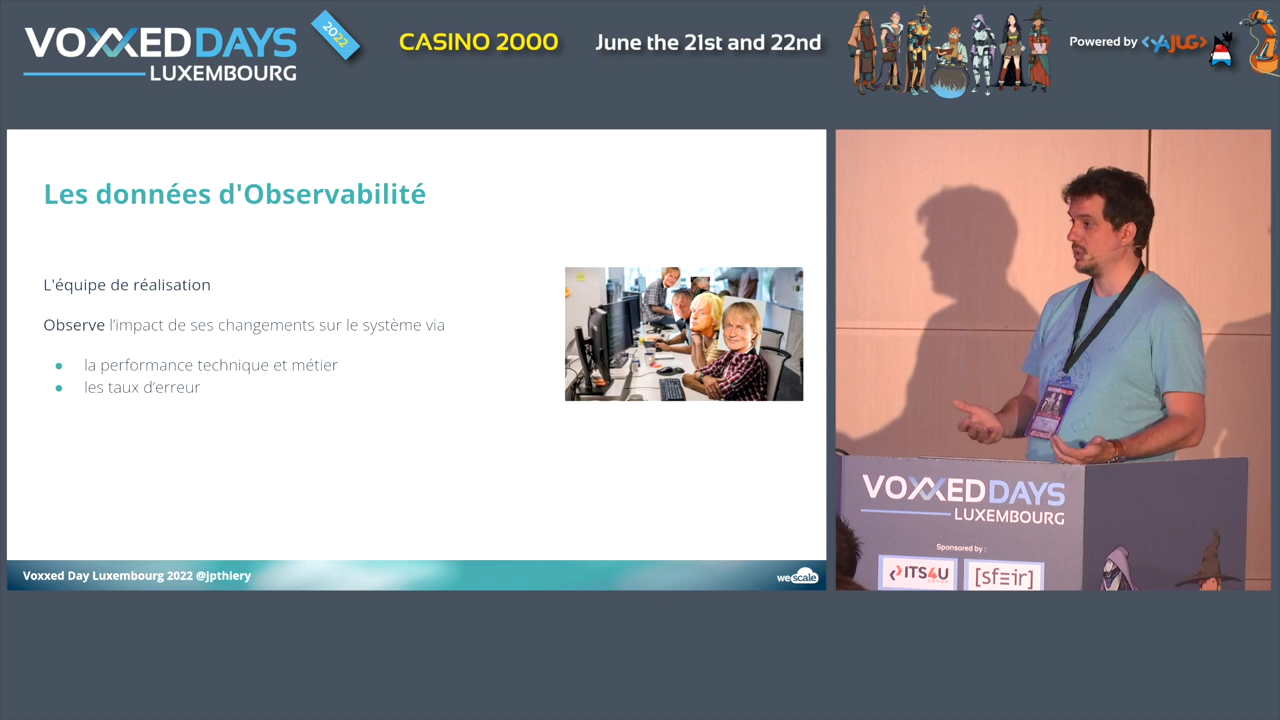 VOXXED DAYS
LUXEMBOURG
2022
CASINO 2000
June the 21st and 22nd
Powered by <YAJUG>
Les données d'Observabilité
L'équipe de réalisation
Observe l’impact de ses changements sur le système via
● la performance technique et métier
● les taux d’erreur
Voxxed Day Luxembourg 2022 @jpthiery
wescale
VOXXED DAYS
LUXEMBOURG
Sponsored by :
ITS4U
[sfeir]